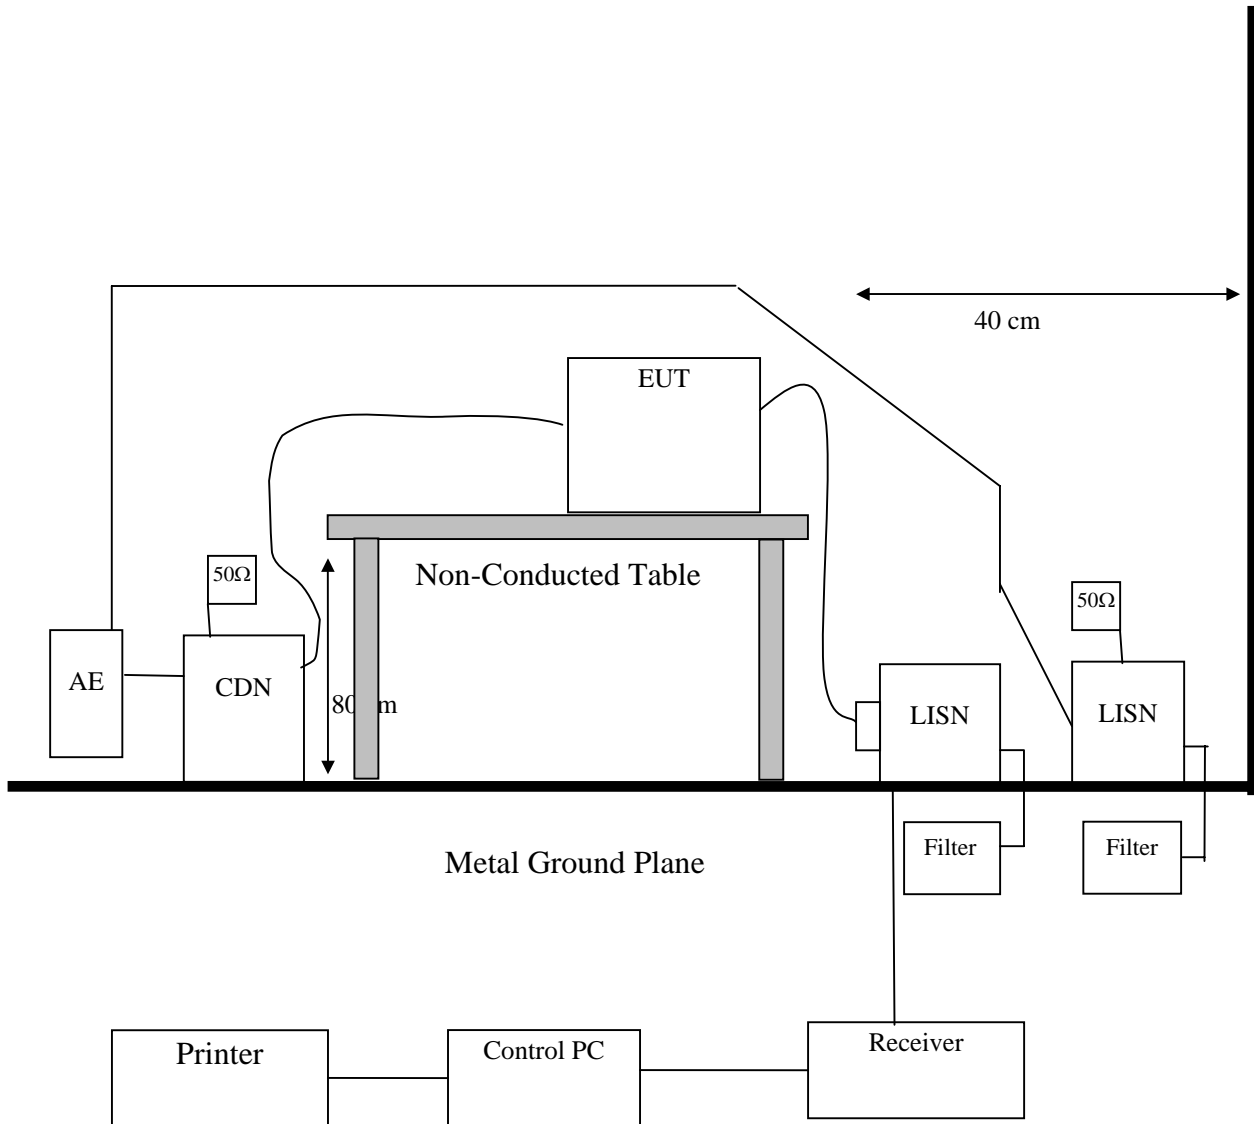 40 cm
EUT
50Ω
Non-Conducted Table
50Ω
AE
CDN
80 m
LISN
LISN
Filter
Filter
Metal Ground Plane
Printer
Control PC
Receiver